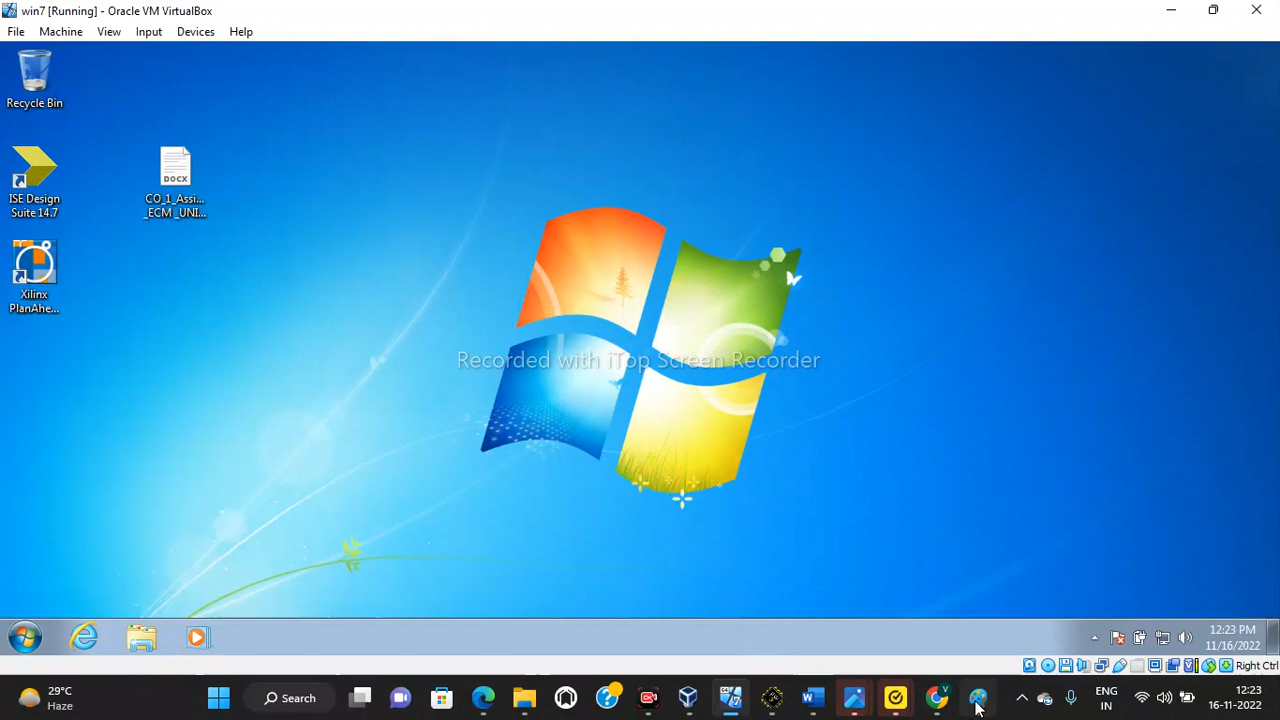 win7 [Running] - Oracle VM VirtualBox
File Machine View Input Devices Help
Recycle Bin
ISE Design
Suite 14.7
CO_1_Assi...
_ECM _UNI...
Xilinx
PlanAhe...
Recorded with iTop Screen Recorder
12:23 PM
11/16/2022
Right Ctrl
29°C
Haze
Search
ENG
IN
12:23
16-11-2022